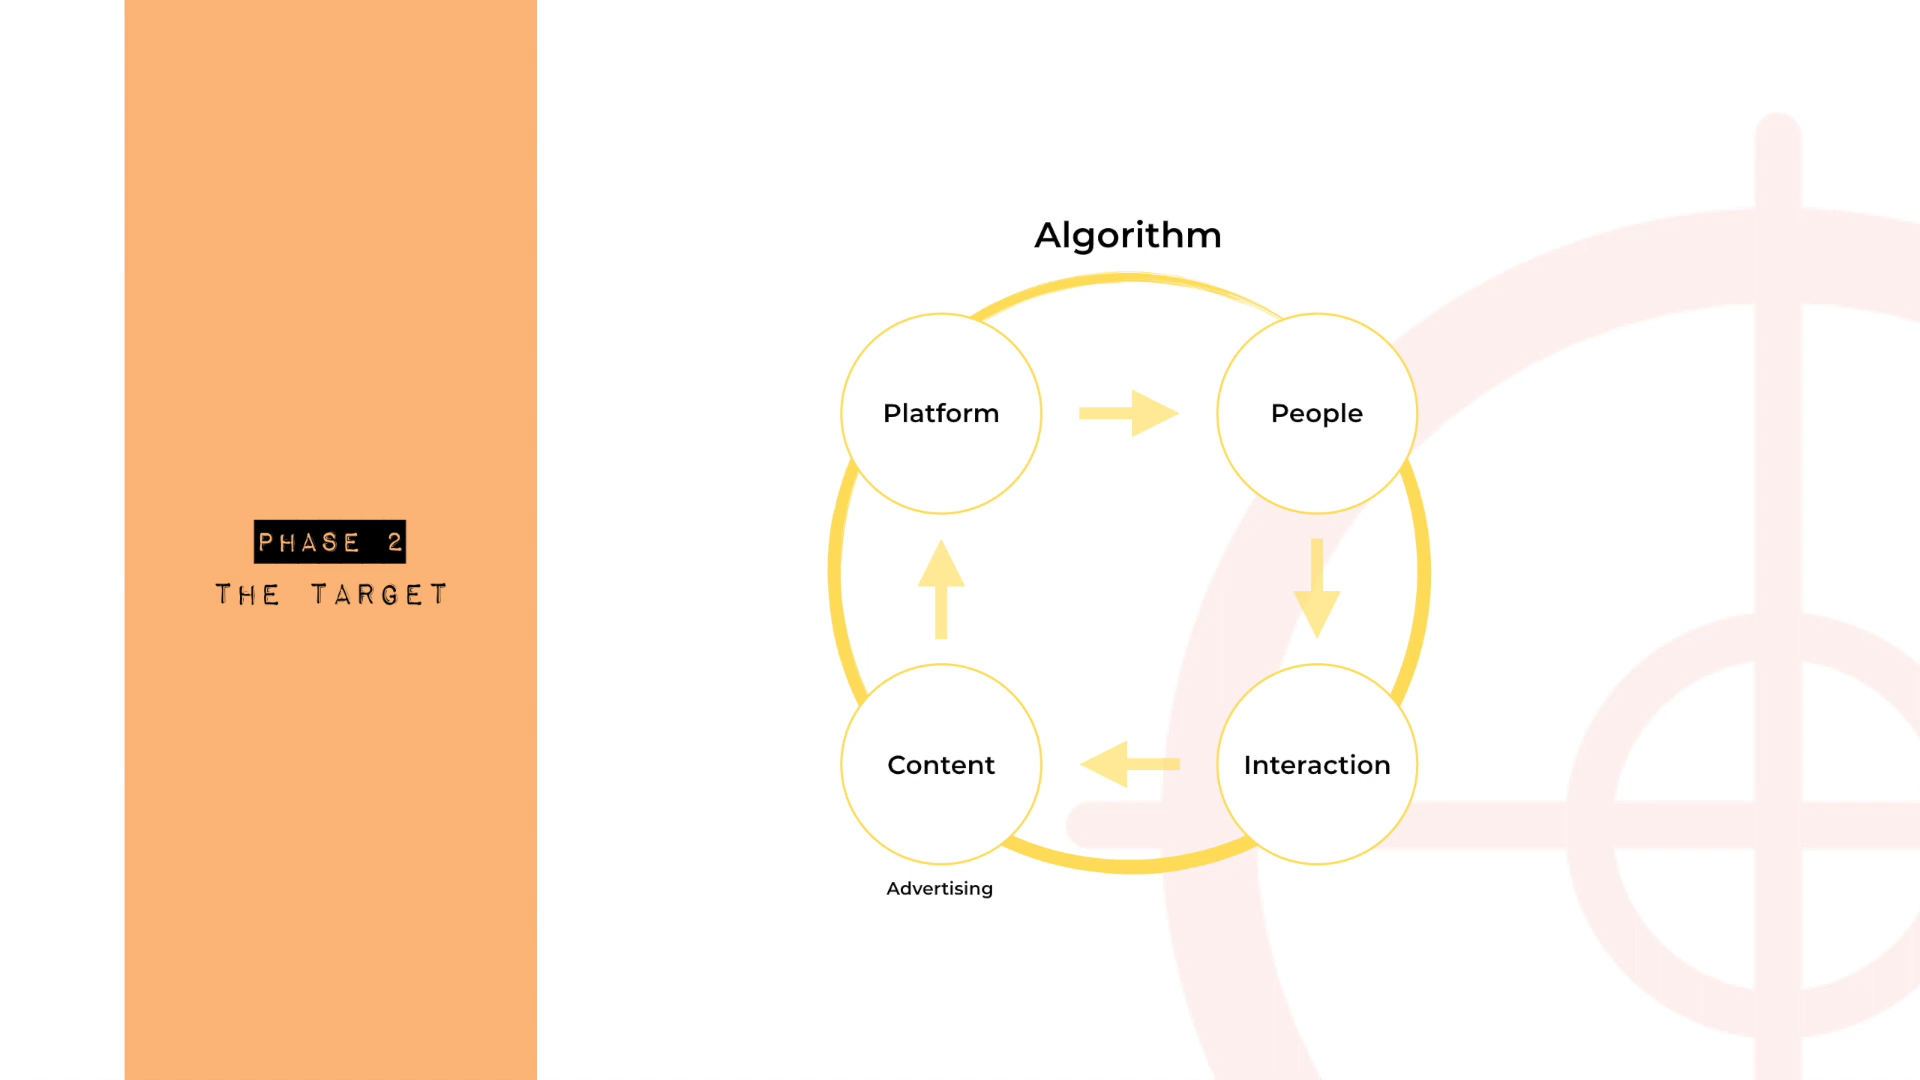 PHASE 2
THE TARGET
Algorithm
Platform
People
Content
Interaction
Advertising